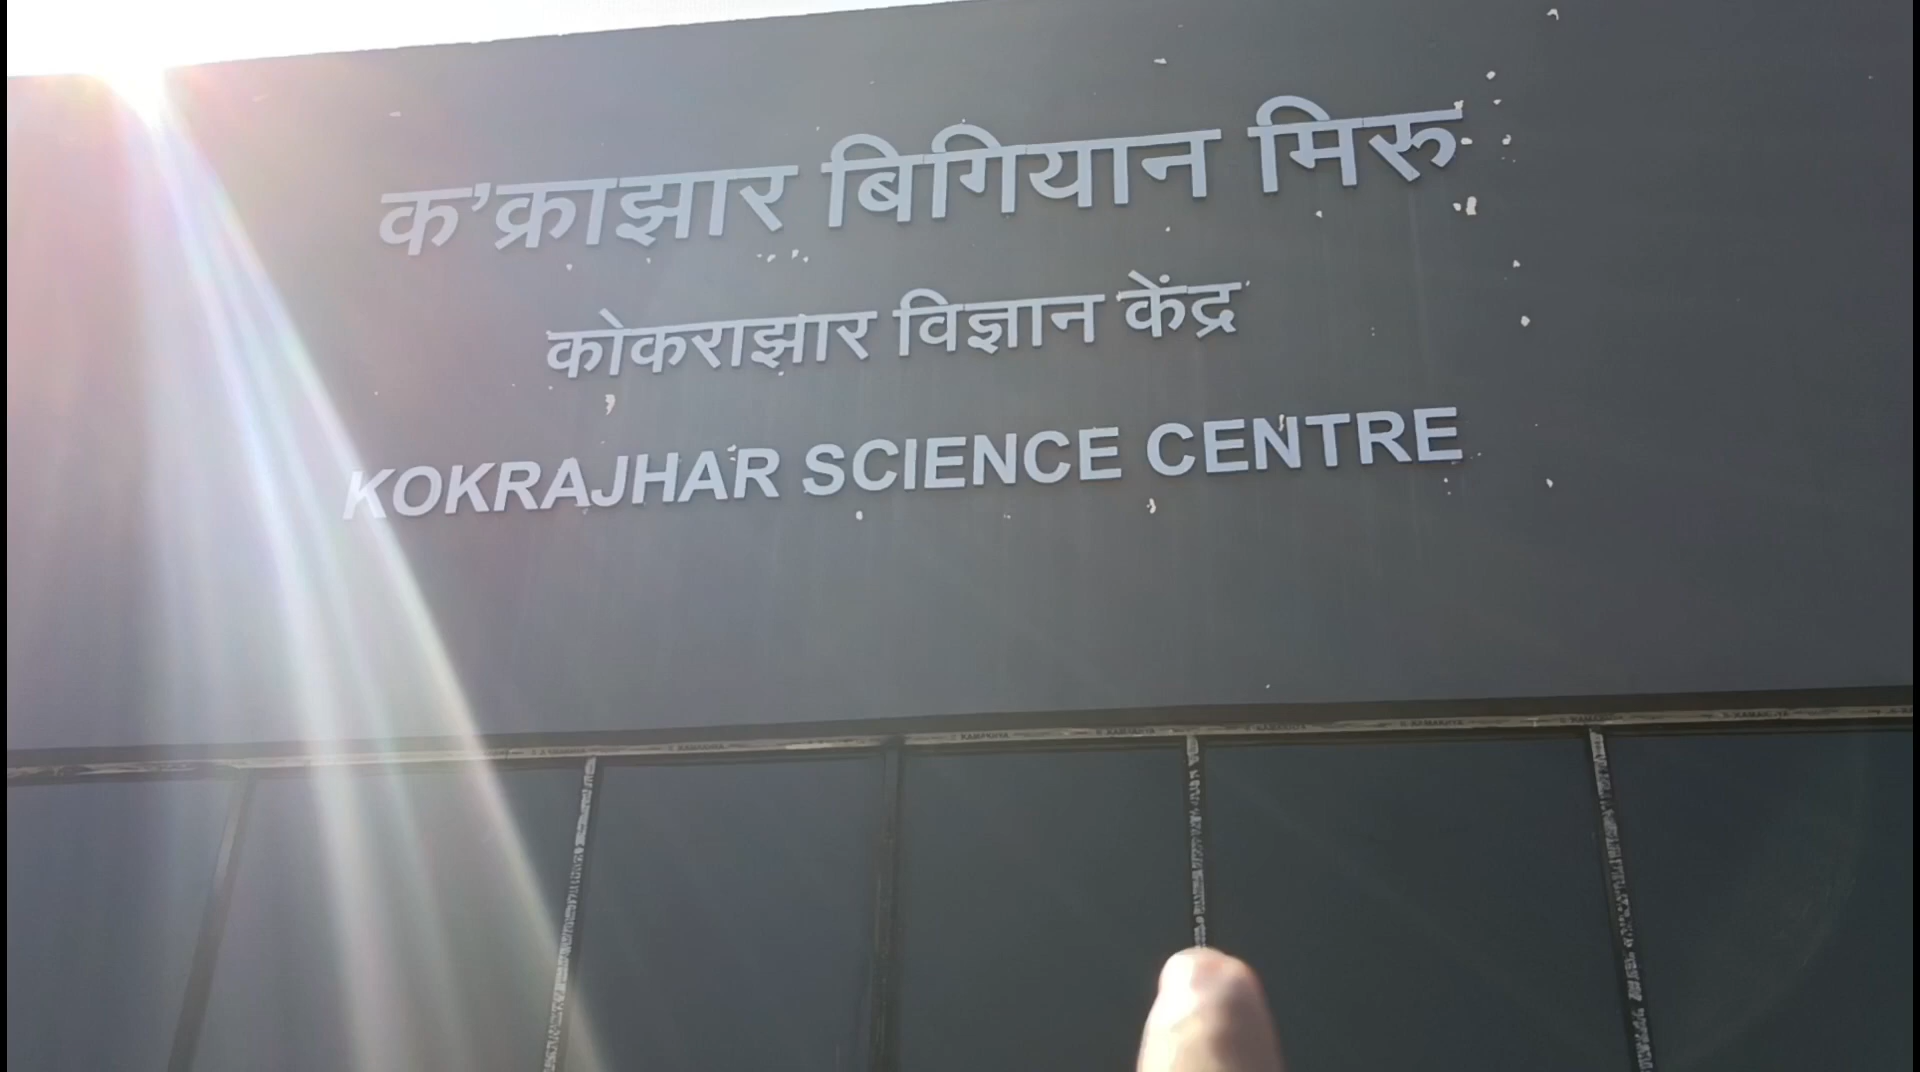 क'क्राझार बिगियान मिरु
कोकराझार विज्ञान केंद्र
KOKRAJHAR SCIENCE CENTRE